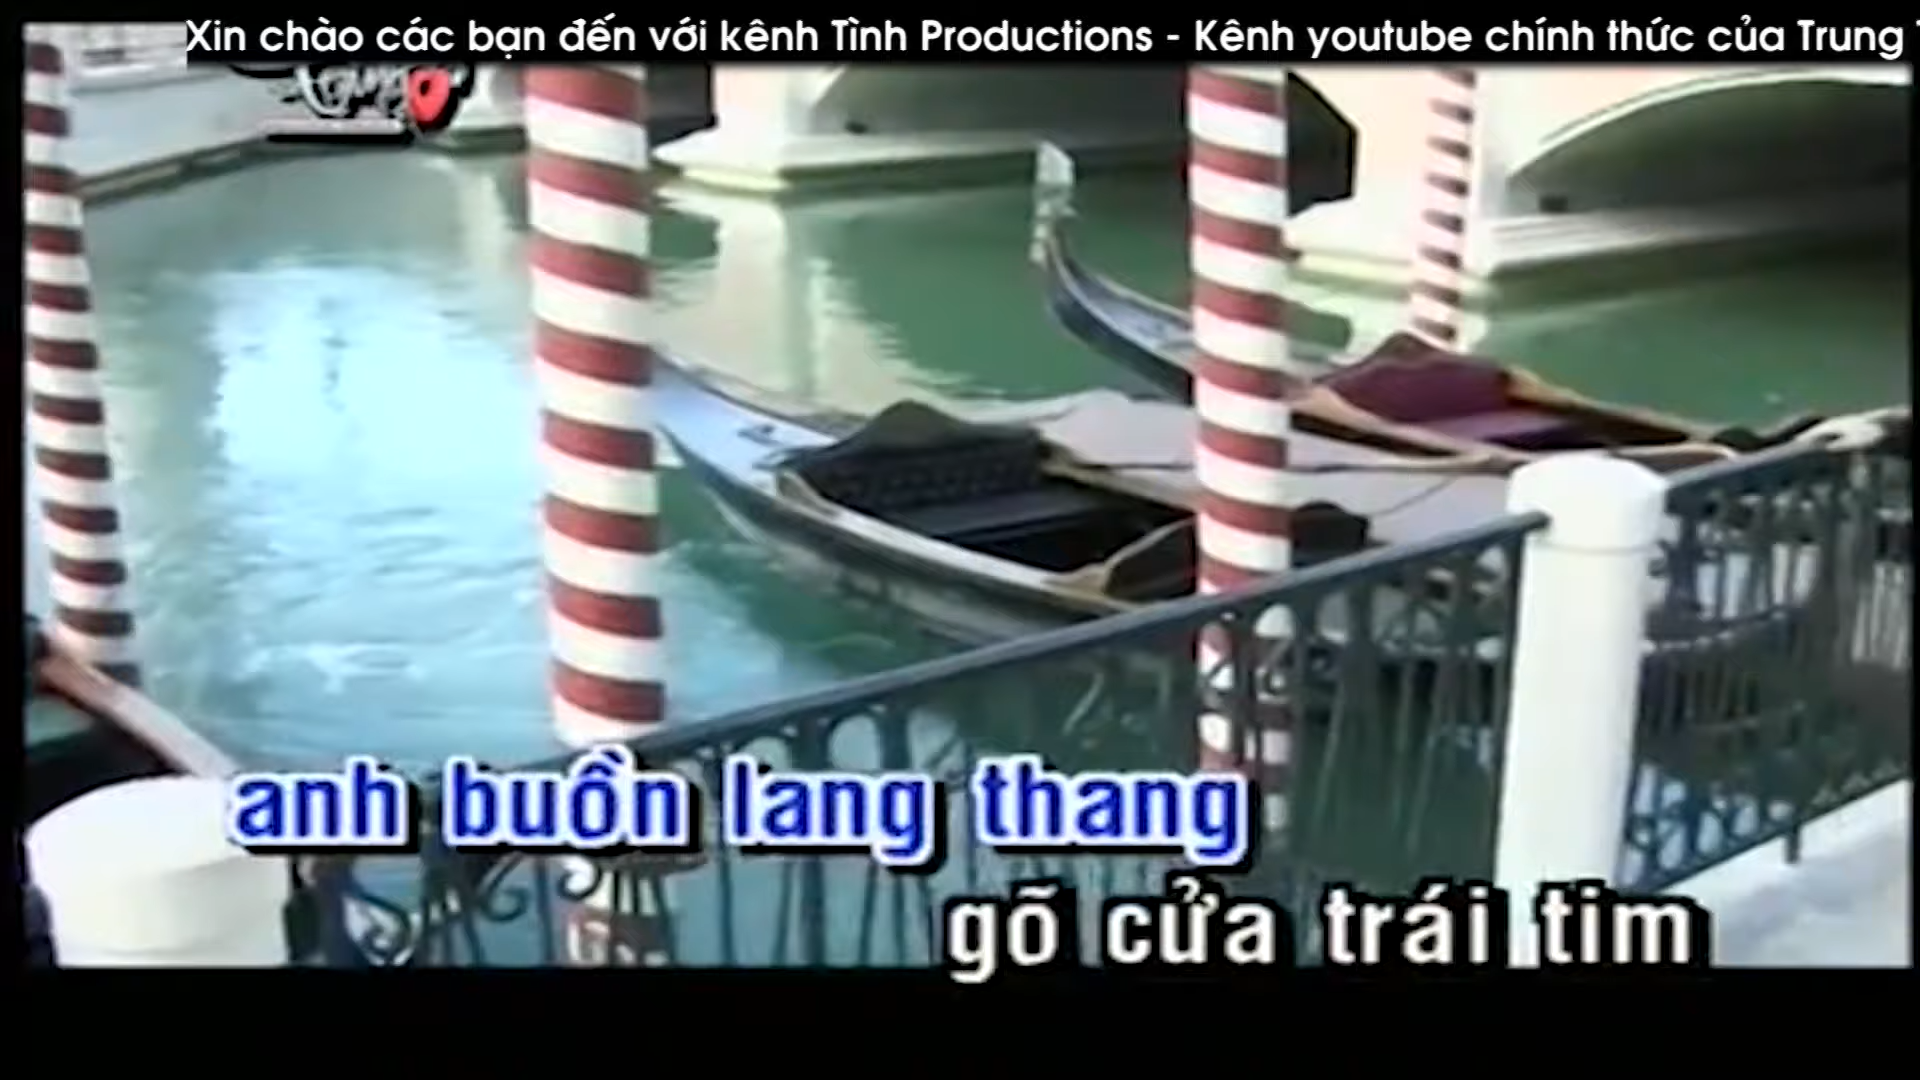 Xin chào các bạn đến với kênh Tình Productions - Kênh youtube chính thức của Trung
anh buồn lang thang
gõ cửa trái tim